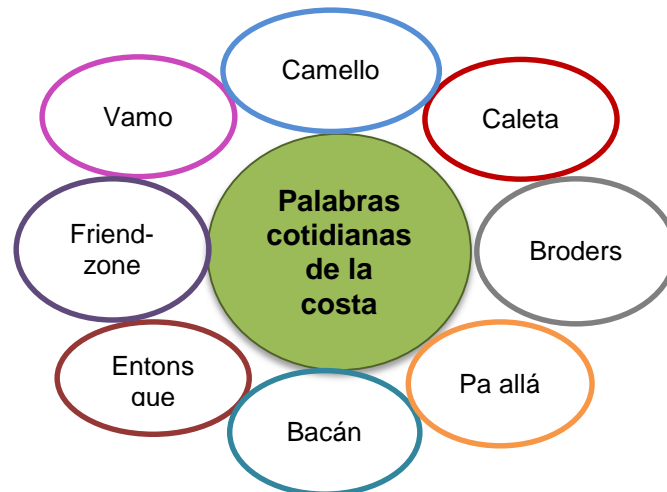 Camello
Vamo
Caleta
Palabras
cotidianas
de la
costa
Friend-
zone
Broders
Entons
que
Pa allá
Bacán